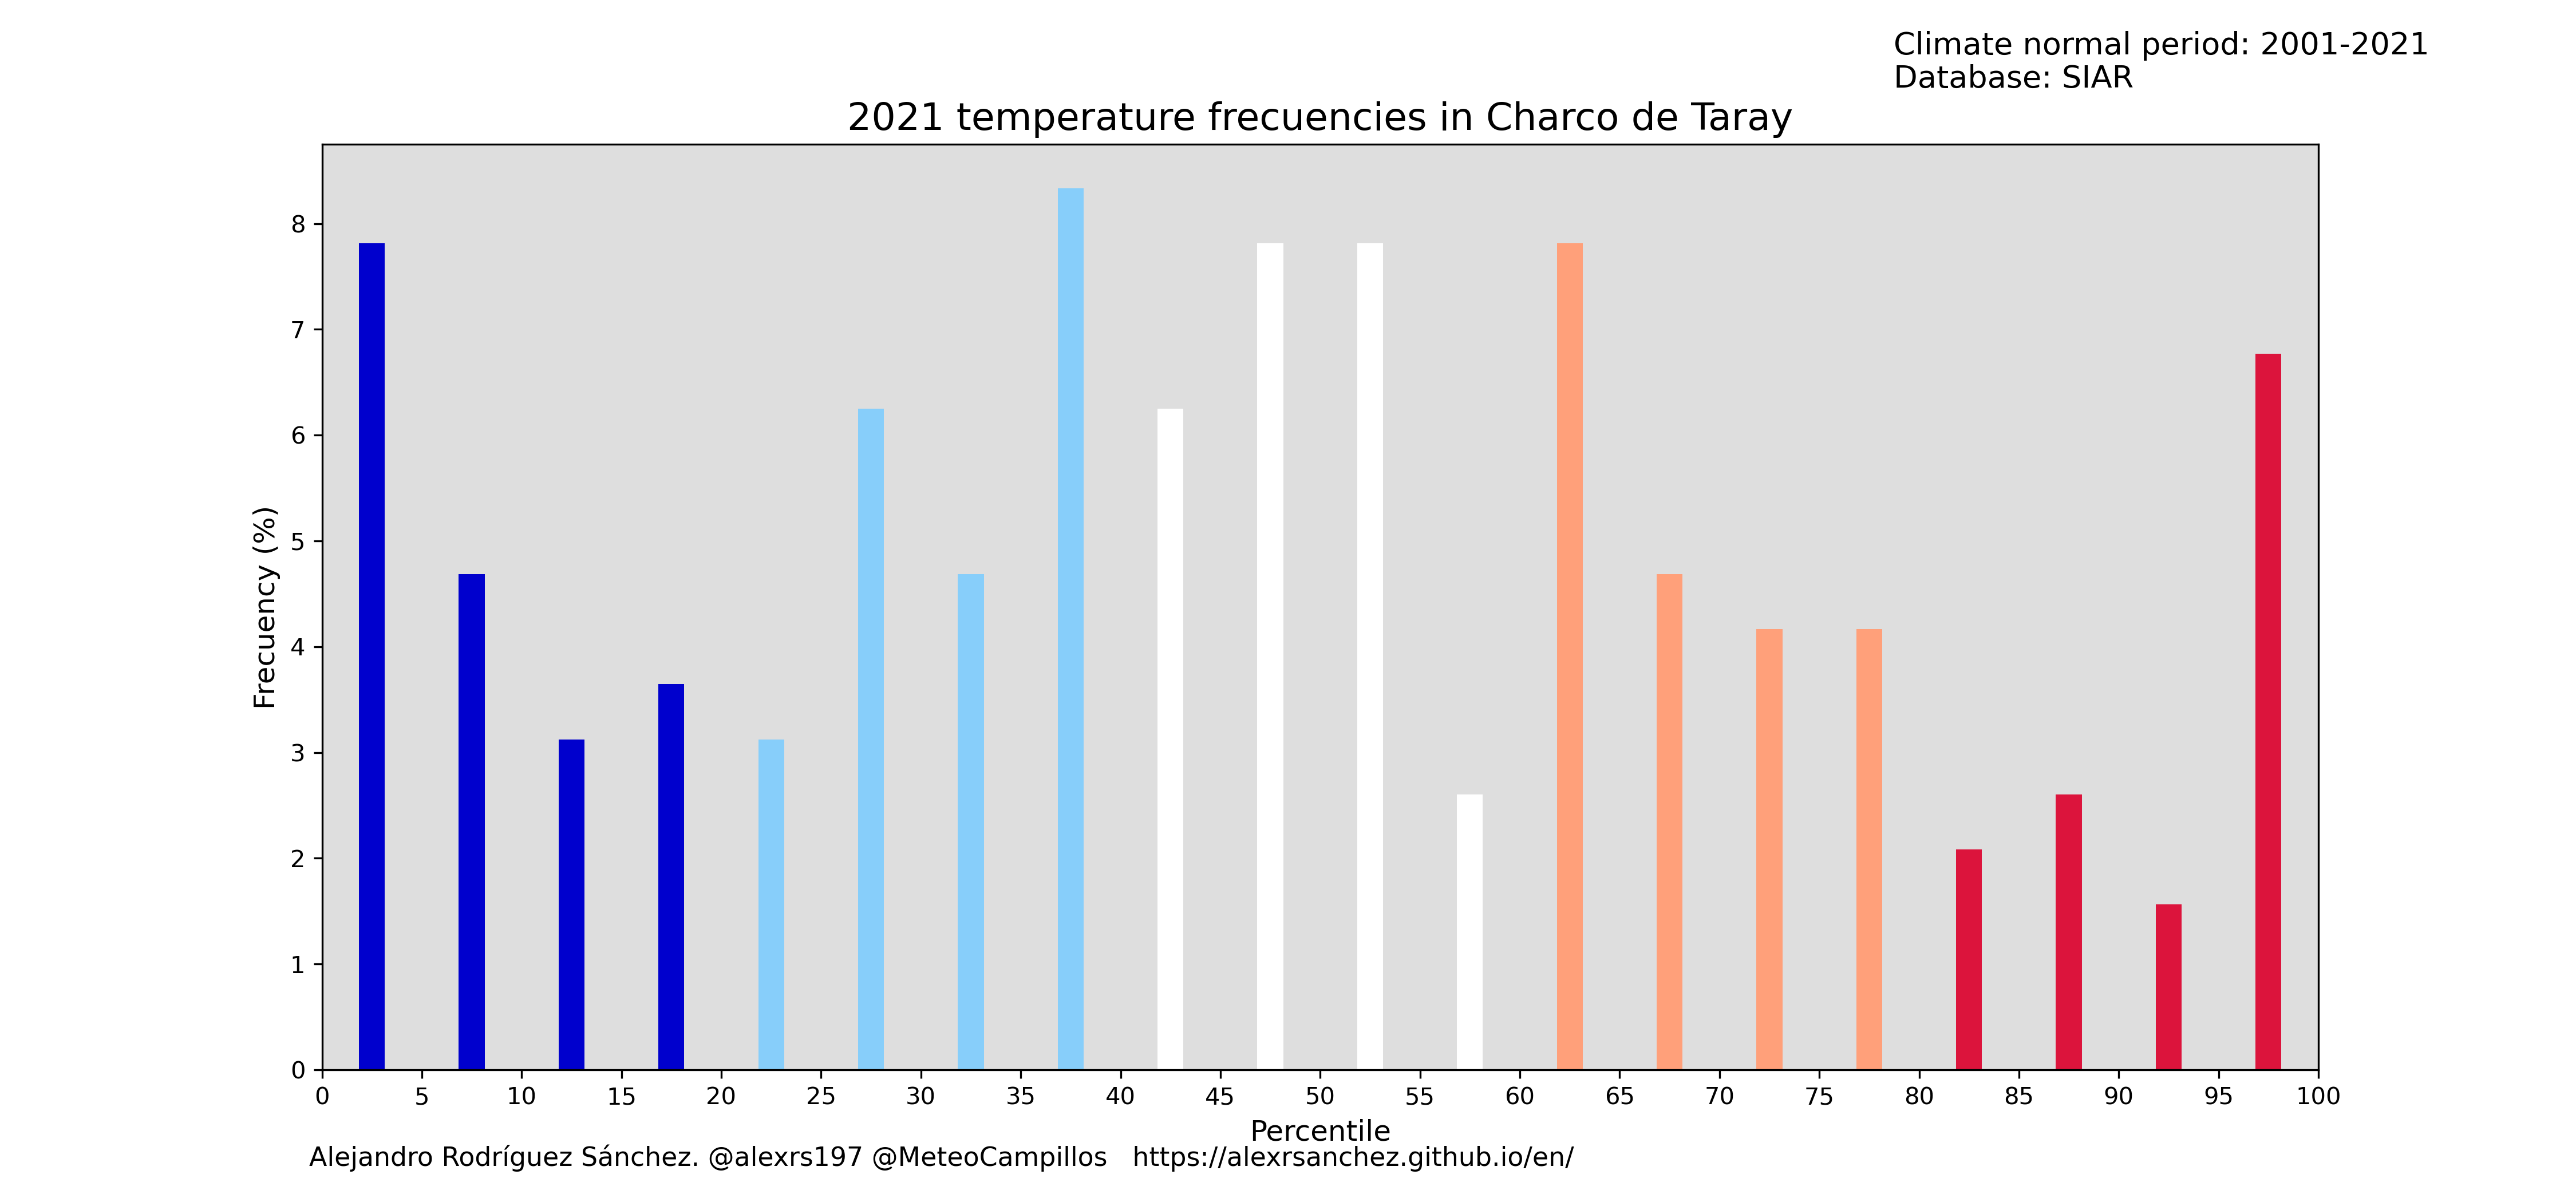 Climate normal period: 2001-2021
Database: SIAR
2021 temperature frecuencies in Charco de Taray
8
7
6
5
4
3
2
1
0
Frecuency (%)
0 5 10 15 20 25 30 35 40 45 50 55 60 65 70 75 80 85 90 95 100
Percentile
Alejandro Rodríguez Sánchez. @alexrs197 @MeteoCampillos https://alexrsanchez.github.io/en/